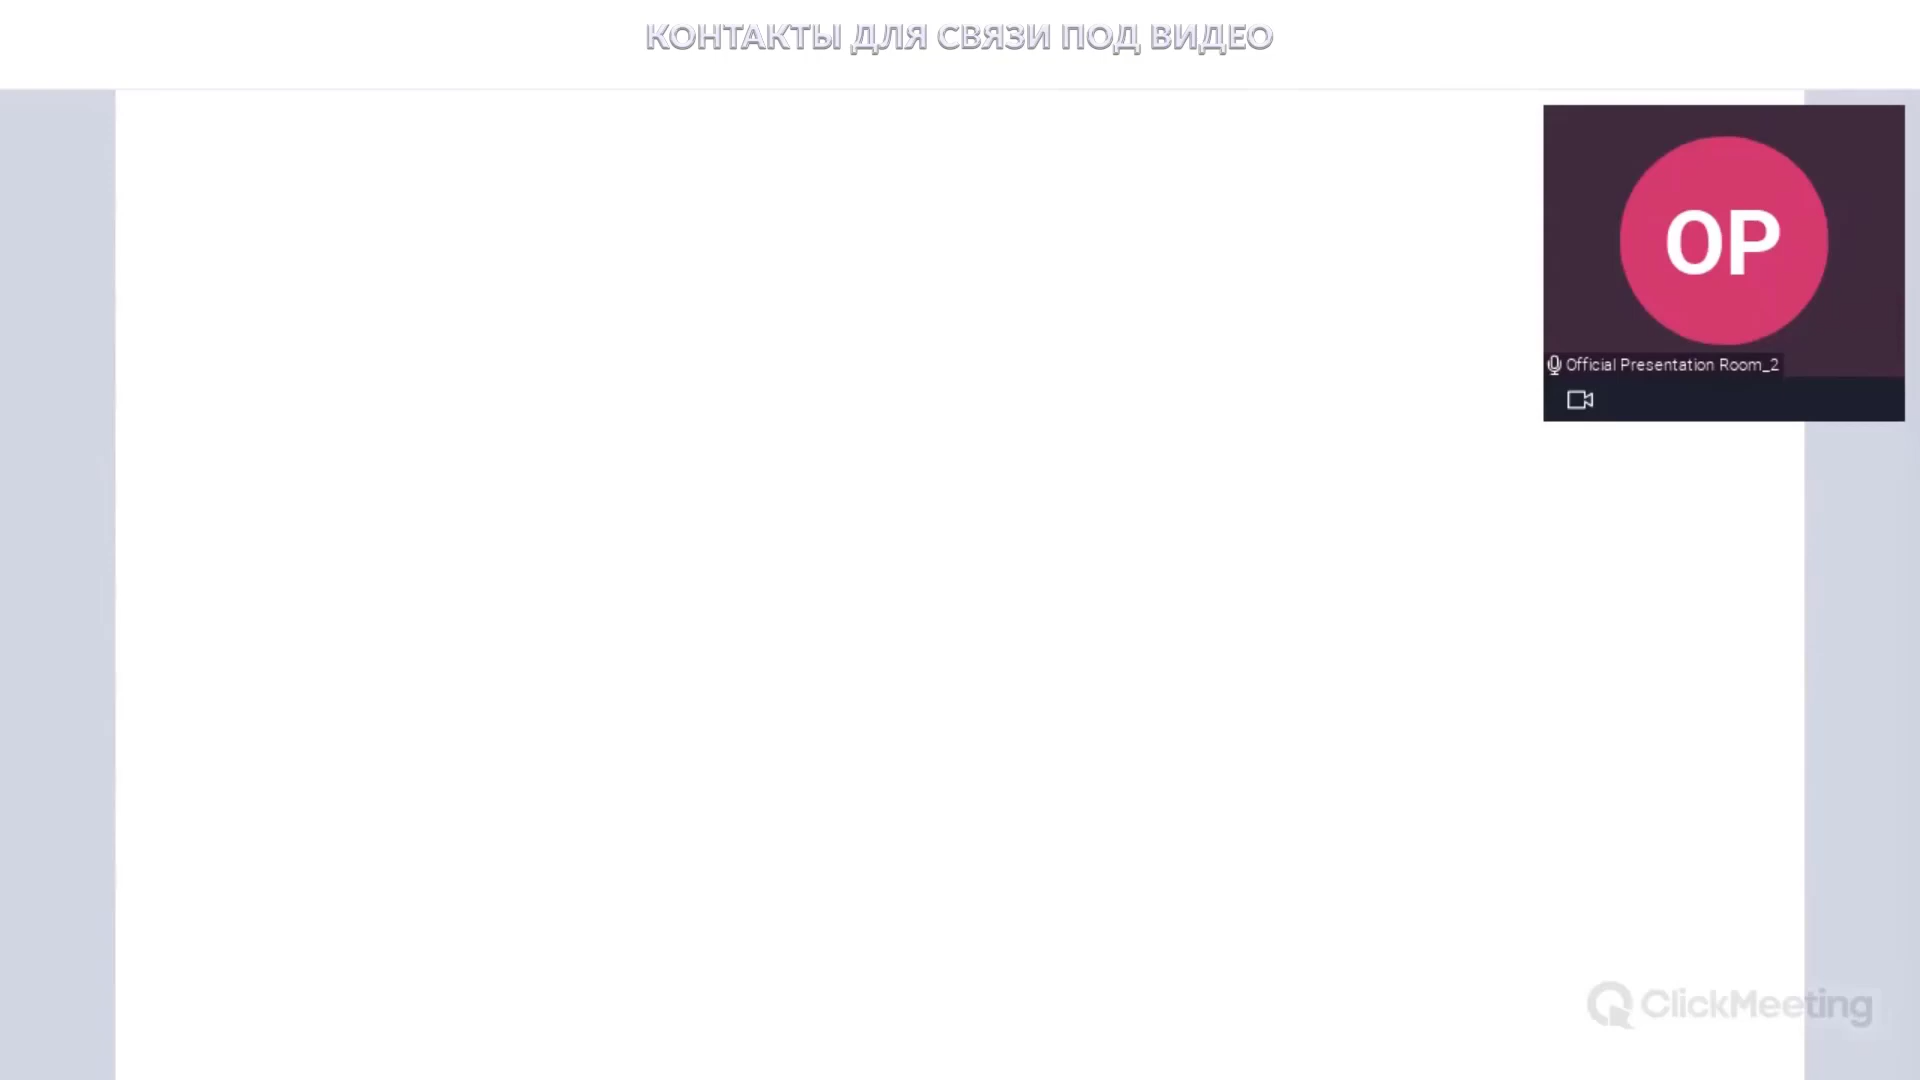 КОНТАКТЫ ДЛЯ СВЯЗИ ПОД ВИДЕО
OP
Official Presentation Room_2
ClickMeeting